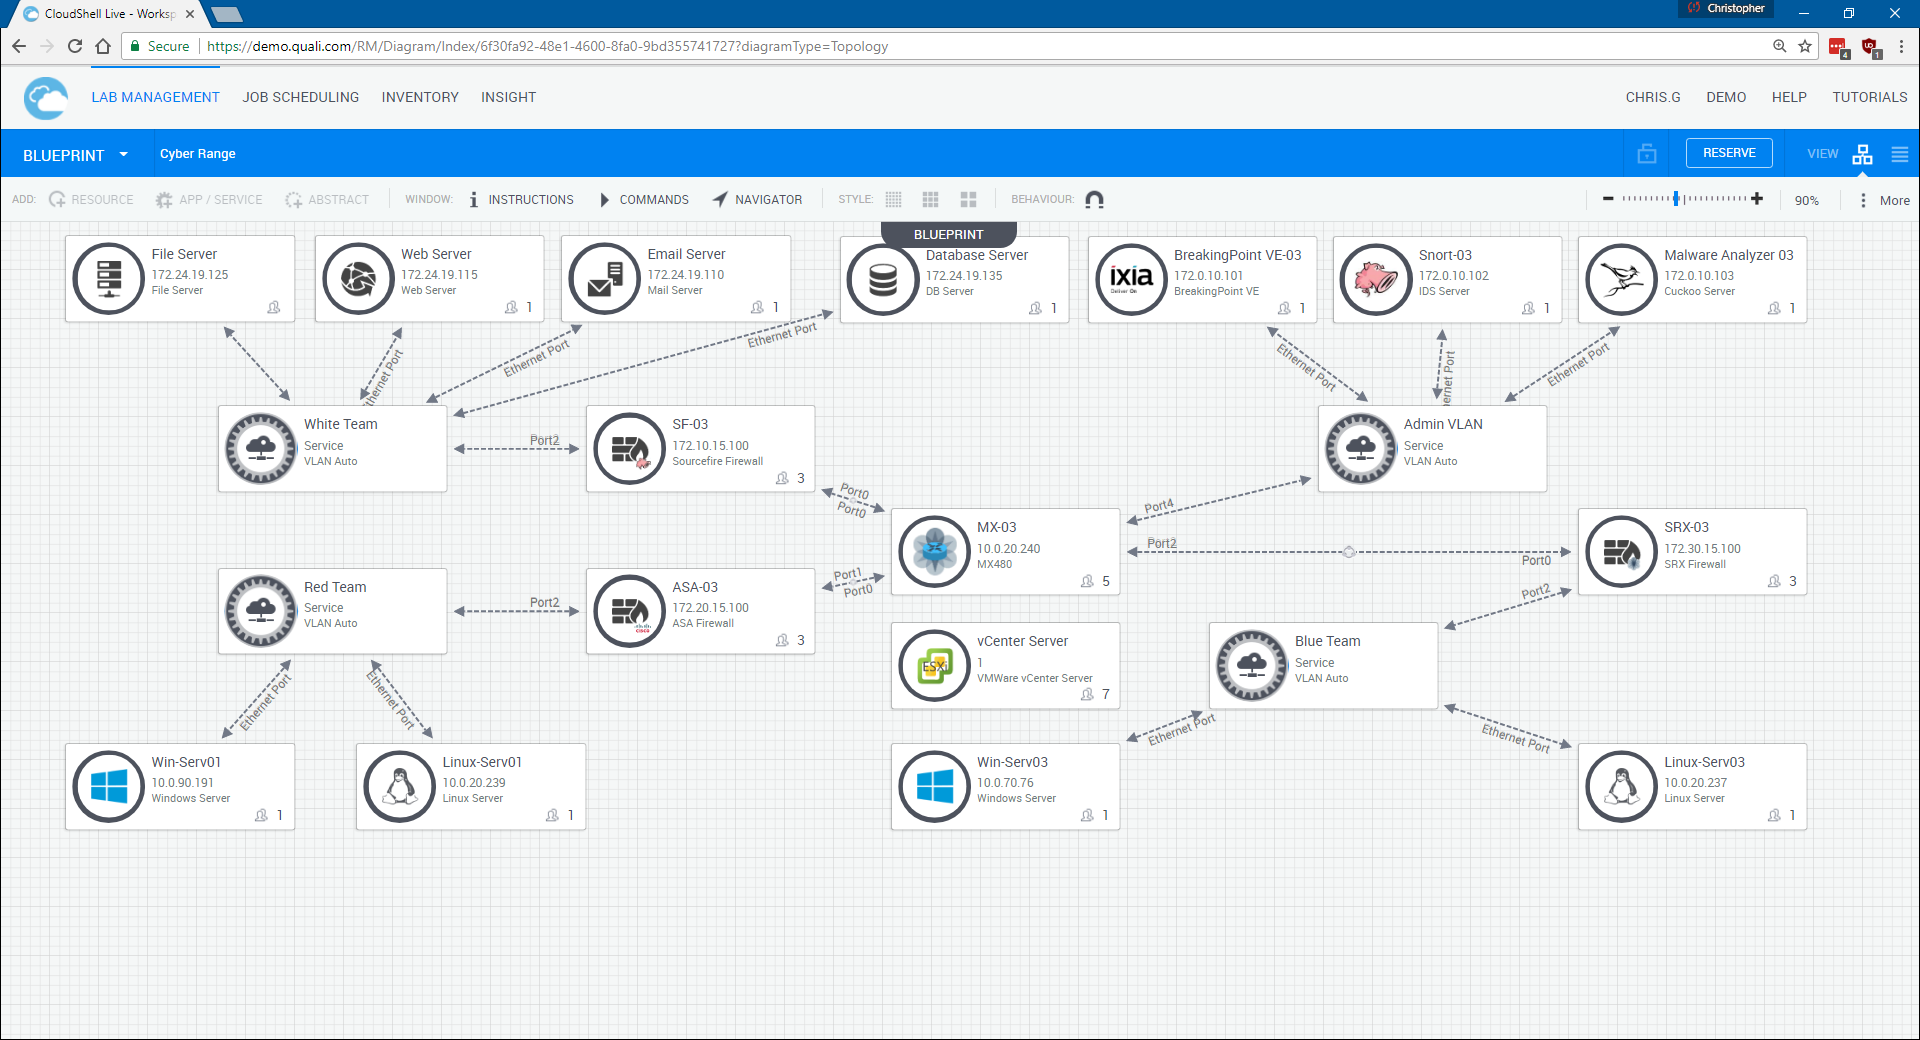 CloudShell Live - Worksp
Christopher
Secure
https://demo.quali.com/RM/Diagram/Index/6f30fa92-48e1-4600-8fa0-9bd355741727?diagramType=Topology
4
1
LAB MANAGEMENT
JOB SCHEDULING
INVENTORY
INSIGHT
CHRIS.G
DEMO
HELP
TUTORIALS
BLUEPRINT
Cyber Range
RESERVE
VIEW
ADD:
RESOURCE
APP / SERVICE
ABSTRACT
WINDOW:
INSTRUCTIONS
COMMANDS
NAVIGATOR
STYLE:
BEHAVIOUR:
90%
More
BLUEPRINT
File Server
172.24.19.125
File Server
Web Server
172.24.19.115
Web Server
1
Email Server
172.24.19.110
Mail Server
1
Database Server
172.24.19.135
DB Server
1
ixia
Deliver On
BreakingPoint VE-03
172.0.10.101
BreakingPoint VE
1
Snort-03
172.0.10.102
IDS Server
1
Malware Analyzer 03
172.0.10.103
Cuckoo Server
1
Ethernet Port
Ethernet Port
Ethernet Port
Ethernet Port
Ethernet Port
Ethernet Port
White Team
Service
VLAN Auto
Port2
SF-03
172.10.15.100
Sourcefire Firewall
3
Admin VLAN
Service
VLAN Auto
Port0
Port0
Port4
MX-03
10.0.20.240
MX480
5
Port2
Port0
SRX-03
172.30.15.100
SRX Firewall
3
Red Team
Service
VLAN Auto
Port2
ASA-03
172.20.15.100
ASA Firewall
3
cisco
Port1
Port0
Port2
ESXi
vCenter Server
1
VMWare vCenter Server
7
Blue Team
Service
VLAN Auto
Ethernet Port
Ethernet Port
Ethernet Port
Ethernet Port
Win-Serv01
10.0.90.191
Windows Server
1
Linux-Serv01
10.0.20.239
Linux Server
1
Win-Serv03
10.0.70.76
Windows Server
1
Linux-Serv03
10.0.20.237
Linux Server
1